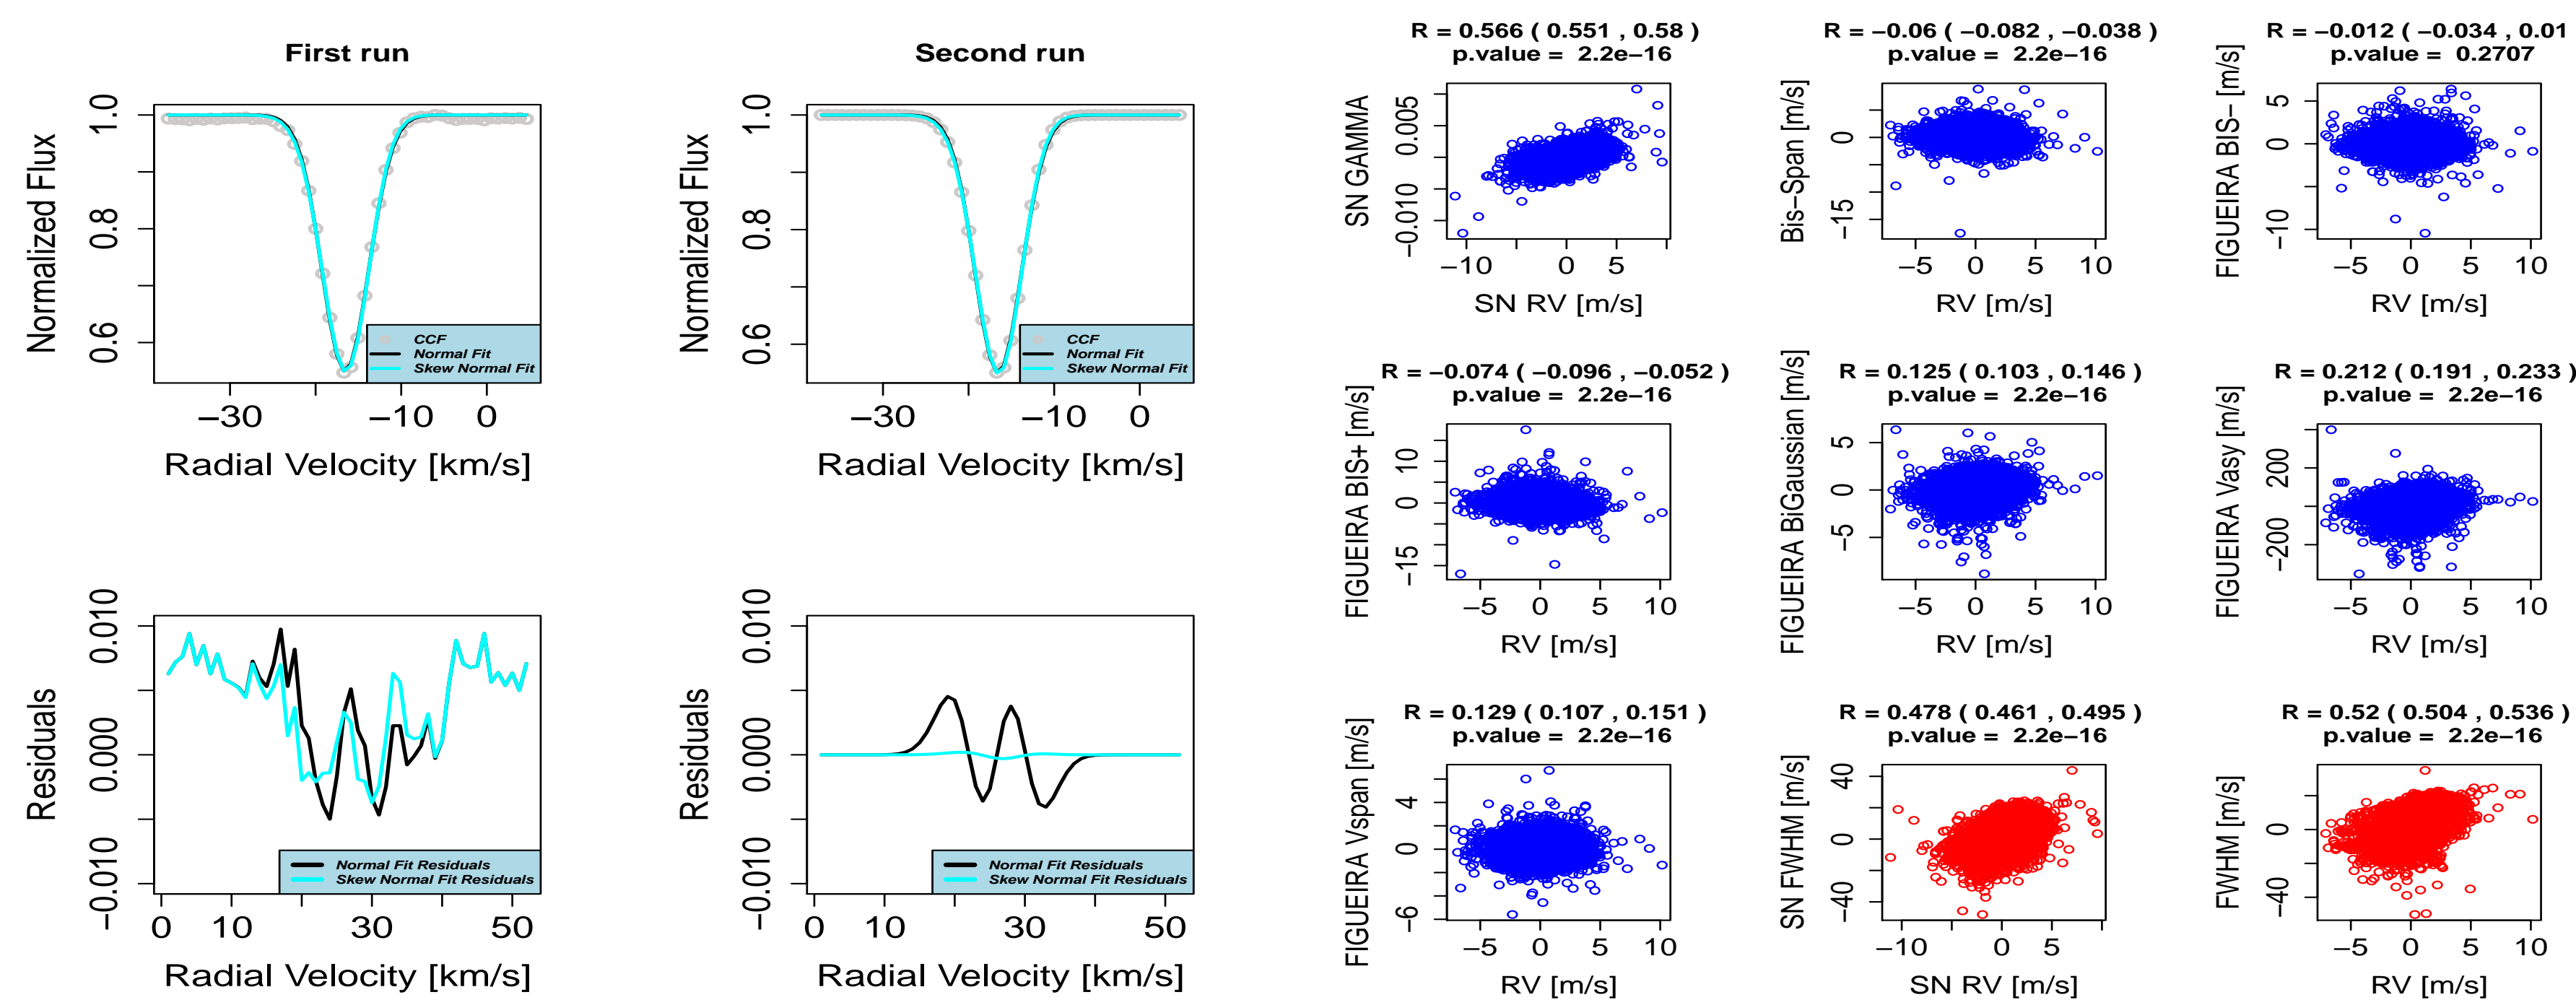 First run
Normalized Flux
1.0
0.8
0.6
CCF
Normal Fit
Skew Normal Fit
−30 −10 0
Radial Velocity [km/s]
Second run
Normalized Flux
1.0
0.8
0.6
CCF
Normal Fit
Skew Normal Fit
−30 −10 0
Radial Velocity [km/s]
Residuals
0.010
0.000
−0.010
Normal Fit Residuals
Skew Normal Fit Residuals
0 10 30 50
Radial Velocity [km/s]
Residuals
0.010
0.000
−0.010
Normal Fit Residuals
Skew Normal Fit Residuals
0 10 30 50
Radial Velocity [km/s]
R = 0.566 ( 0.551 , 0.58 )
p.value = 2.2e−16
SN GAMMA
0.005
−0.010
−10 0 5
SN RV [m/s]
R = −0.06 ( −0.082 , −0.038 )
p.value = 2.2e−16
Bis−Span [m/s]
0
−15
−5 0 5 10
RV [m/s]
R = −0.012 ( −0.034 , 0.01
p.value = 0.2707
FIGUEIRA BIS− [m/s]
5
0
−10
−5 0 5 10
RV [m/s]
R = −0.074 ( −0.096 , −0.052 )
p.value = 2.2e−16
FIGUEIRA BIS+ [m/s]
10
0
−15
−5 0 5 10
RV [m/s]
R = 0.125 ( 0.103 , 0.146 )
p.value = 2.2e−16
FIGUEIRA BiGaussian [m/s]
5
0
−5
−5 0 5 10
RV [m/s]
R = 0.212 ( 0.191 , 0.233 )
p.value = 2.2e−16
FIGUEIRA Vasy [m/s]
200
−200
−5 0 5 10
RV [m/s]
R = 0.129 ( 0.107 , 0.151 )
p.value = 2.2e−16
FIGUEIRA Vspan [m/s]
4
0
−6
−5 0 5 10
RV [m/s]
R = 0.478 ( 0.461 , 0.495 )
p.value = 2.2e−16
SN FWHM [m/s]
40
0
−40
−10 0 5
SN RV [m/s]
R = 0.52 ( 0.504 , 0.536 )
p.value = 2.2e−16
FWHM [m/s]
0
−40
−5 0 5 10
RV [m/s]